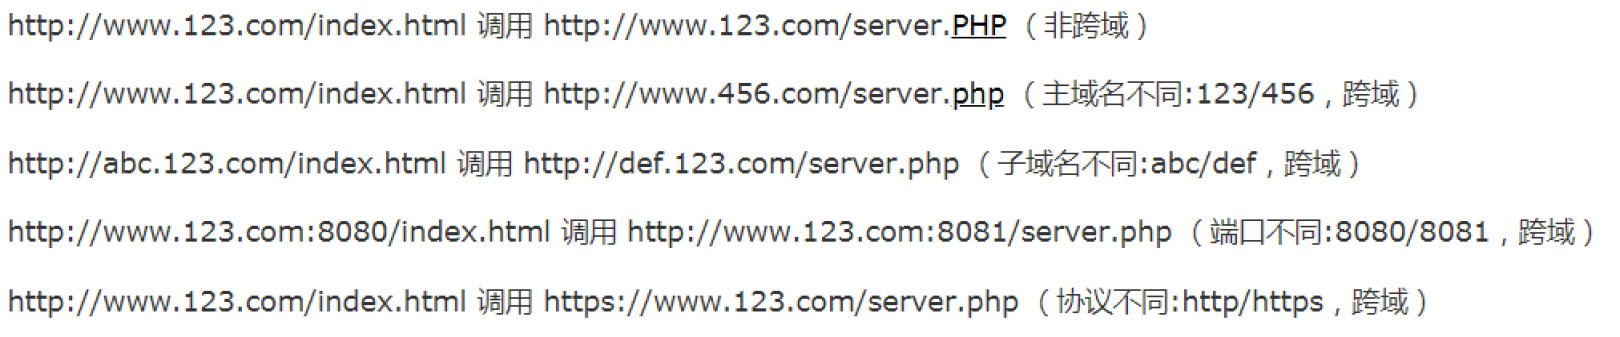 http://www.123.com/index.html 调用 http://www.123.com/server.PHP （非跨域）
http://www.123.com/index.html 调用 http://www.456.com/server.php （主域名不同:123/456，跨域）
http://abc.123.com/index.html 调用 http://def.123.com/server.php （子域名不同:abc/def，跨域）
http://www.123.com:8080/index.html 调用 http://www.123.com:8081/server.php （端口不同:8080/8081，跨域）
http://www.123.com/index.html 调用 https://www.123.com/server.php （协议不同:http/https，跨域）